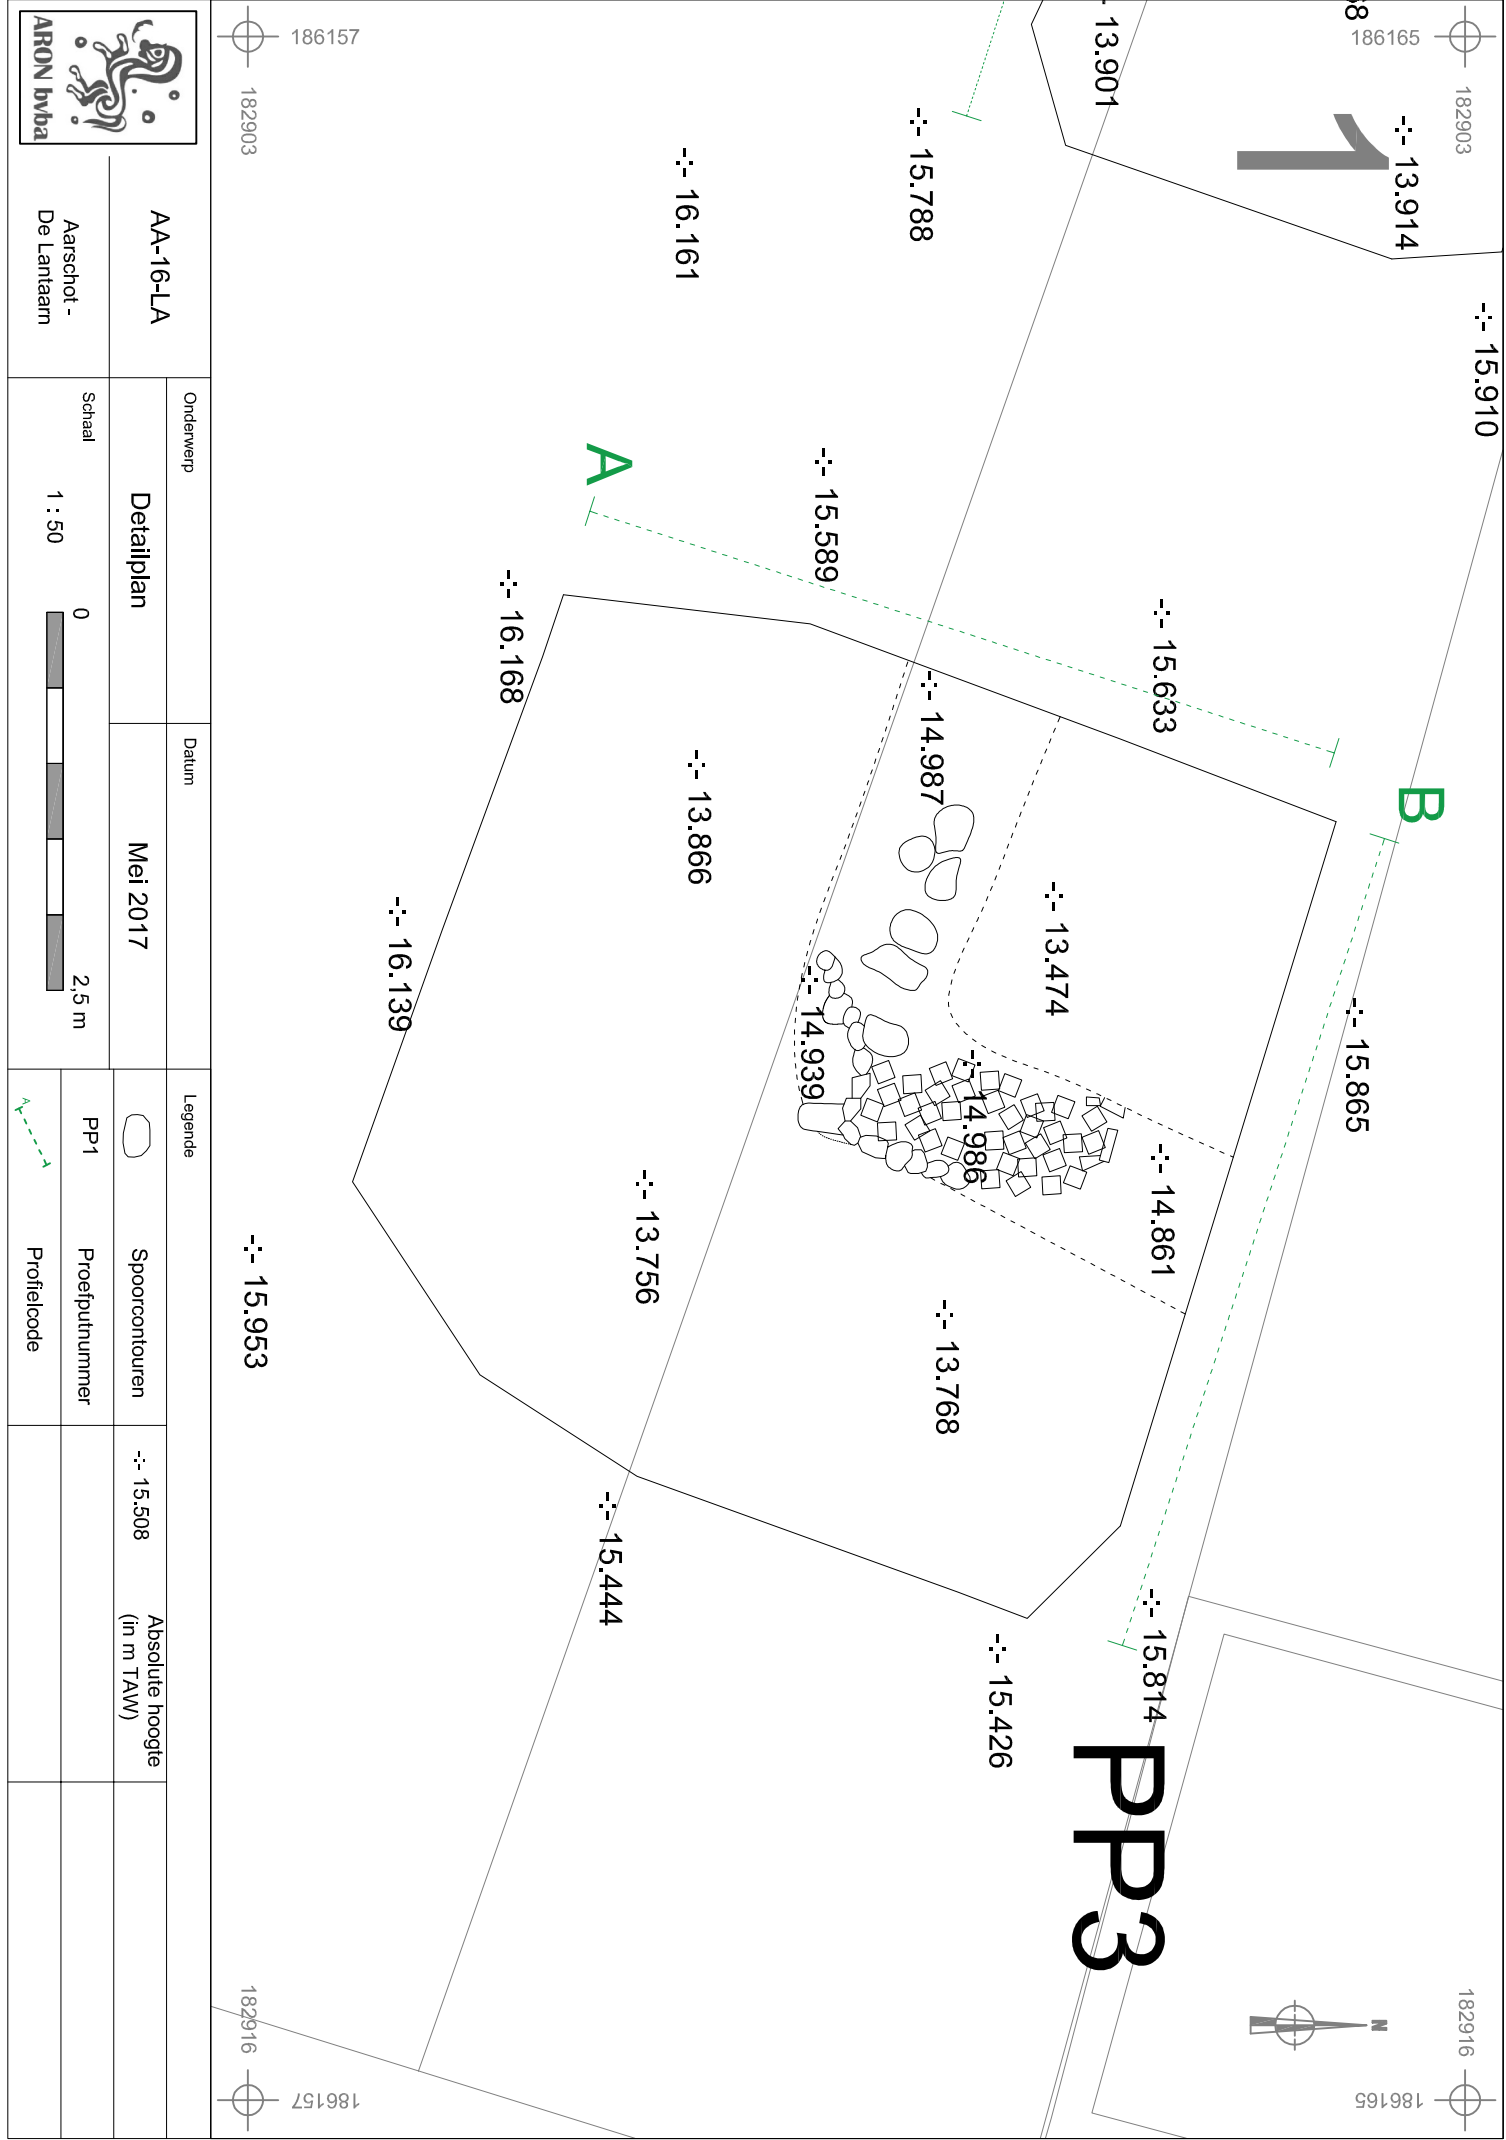 186157
182903
186165
182903
68
13.901
1
13.914
15.788
16.161
15.910
A
15.589
16.168
15.633
14.987
B
13.866
13.474
16.139
15.865
14.939
14.986
14.861
13.756
13.768
15.953
15.444
15.814
15.426
PP3
N
182916
186157
182916
186165
ARON bvba
AA-16-LA
Aarschot -
De Lantaarn
Onderwerp
Detailplan
Schaal
1 : 50
0
2,5 m
Datum
Mei 2017
Legende
Spoorcontouren
PP1
Proefputnummer
A
Profielcode
15.508
Absolute hoogte
(in m TAW)